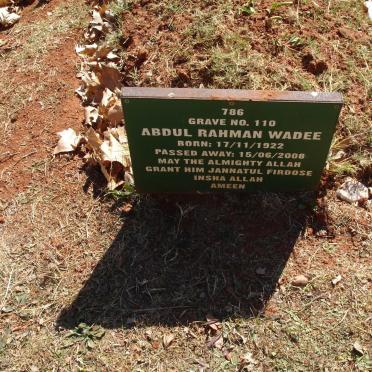 786
GRAVE NO. 110
ABDUL RAHMAN WADEE
BORN: 17/11/1922
PASSED AWAY: 15/06/2008
MAY THE ALMIGHTY ALLAH
GRANT HIM JANNATUL FIRDOSE
INSHA ALLAH
AMEEN